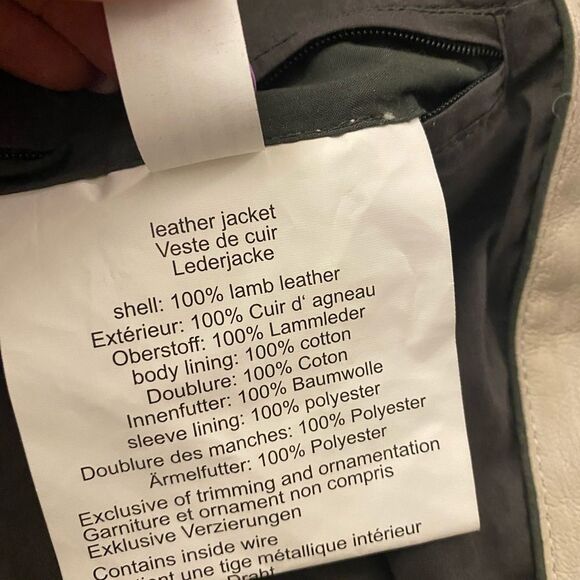 leather jacket
Veste de cuir
Lederjacke
shell: 100% lamb leather
Extérieur: 100% Cuir d' agneau
Oberstoff: 100% Lammleder
body lining: 100% cotton
Doublure: 100% Coton
Innenfutter: 100% Baumwolle
sleeve lining: 100% polyester
Doublure des manches: 100% Polyester
Ärmelfutter: 100% Polyester
Exclusive of trimming and ornamentation
Garniture et ornament non compris
Exklusive Verzierungen
Contains inside wire
une tige métallique intérieur
Draht